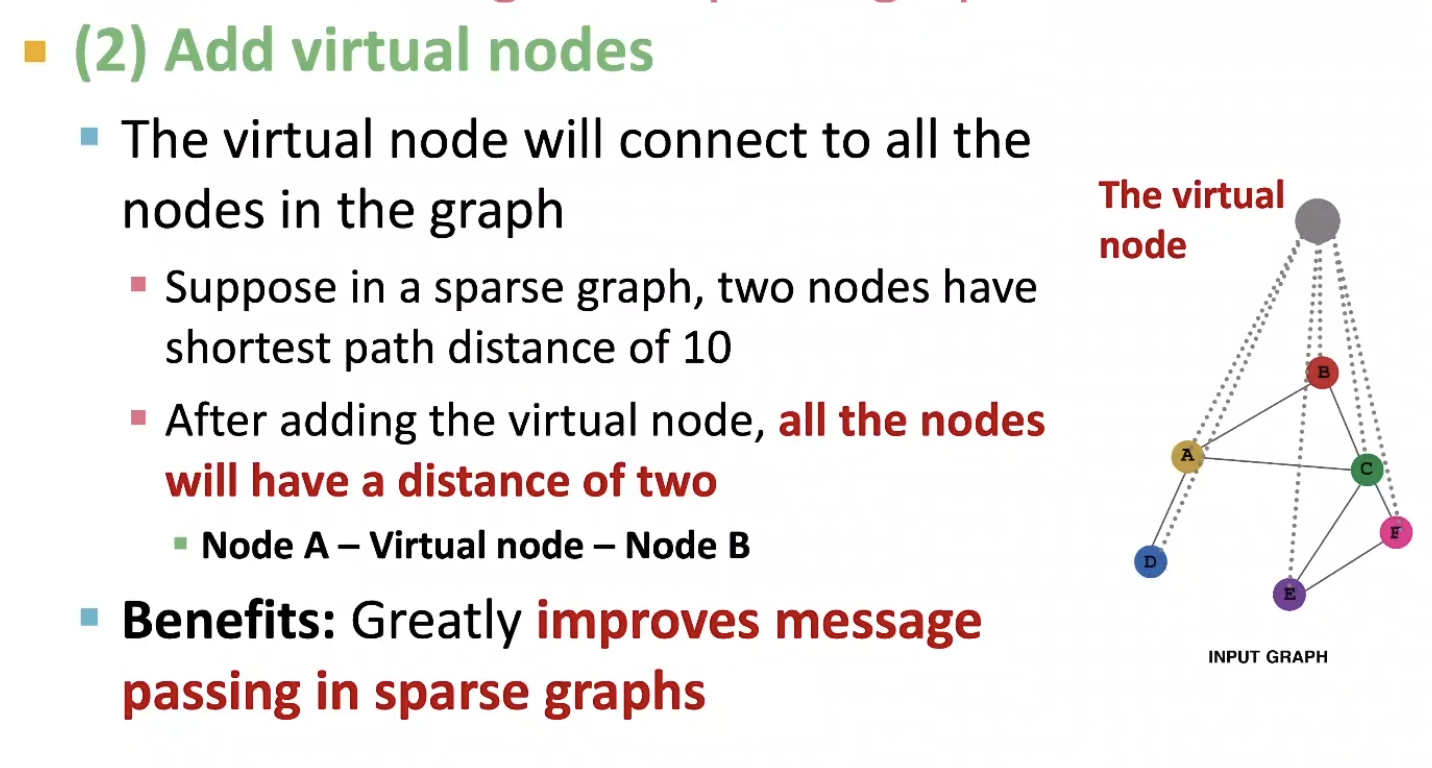 (2) Add virtual nodes
The virtual node will connect to all the
nodes in the graph
Suppose in a sparse graph, two nodes have
shortest path distance of 10
After adding the virtual node, all the nodes
will have a distance of two
Node A – Virtual node – Node B
Benefits: Greatly improves message
passing in sparse graphs
The virtual
node
B
A
C
F
D
E
INPUT GRAPH